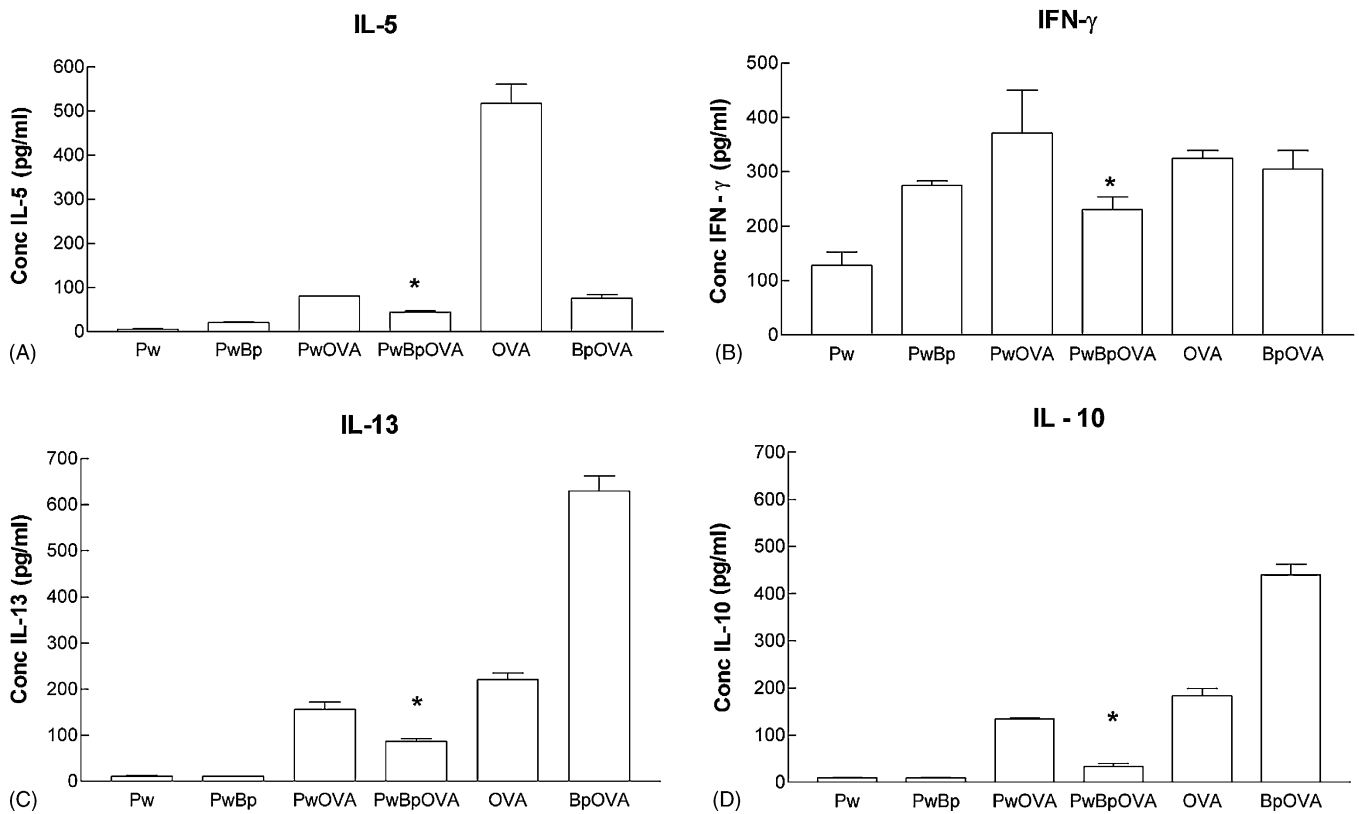 IL-5
600
500
400
300
200
100
0
Conc IL-5 (pg/ml)
*
Pw PwBp PwOVA PwBpOVA OVA BpOVA
(A)
IFN-γ
500
400
300
200
100
0
Conc IFN - γ (pg/ml)
*
Pw PwBp PwOVA PwBpOVA OVA BpOVA
(B)
IL-13
700
600
500
400
300
200
100
0
Conc IL-13 (pg/ml)
*
Pw PwBp PwOVA PwBpOVA OVA BpOVA
(C)
IL - 10
700
600
500
400
300
200
100
0
Conc IL-10 (pg/ml)
*
Pw PwBp PwOVA PwBpOVA OVA BpOVA
(D)